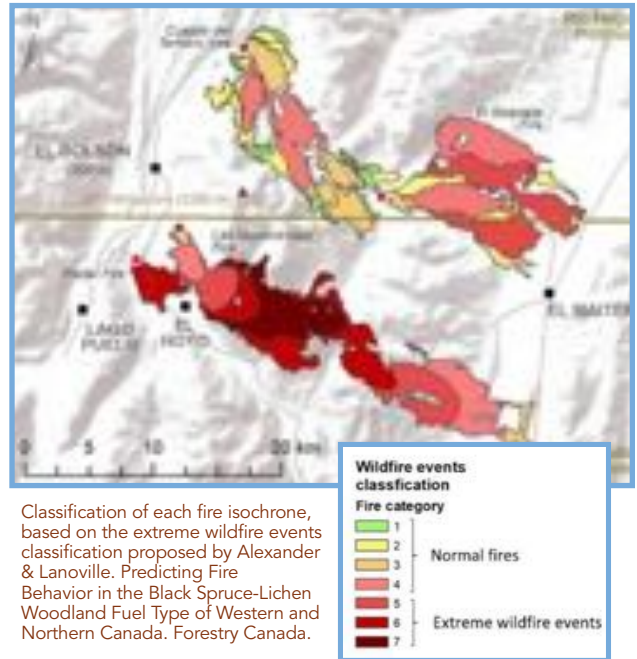 EL BOLSÓN
EL MAITÉN
LAGO
PUELO
EL
HOYO
0 5 10 20 km
Wildfire events
classfication
Fire category
1
2
3
4
5
6
7
Normal fires
Extreme wildfire events
Classification of each fire isochrone,
based on the extreme wildfire events
classification proposed by Alexander
& Lanoville. Predicting Fire
Behavior in the Black Spruce-Lichen
Woodland Fuel Type of Western and
Northern Canada. Forestry Canada.